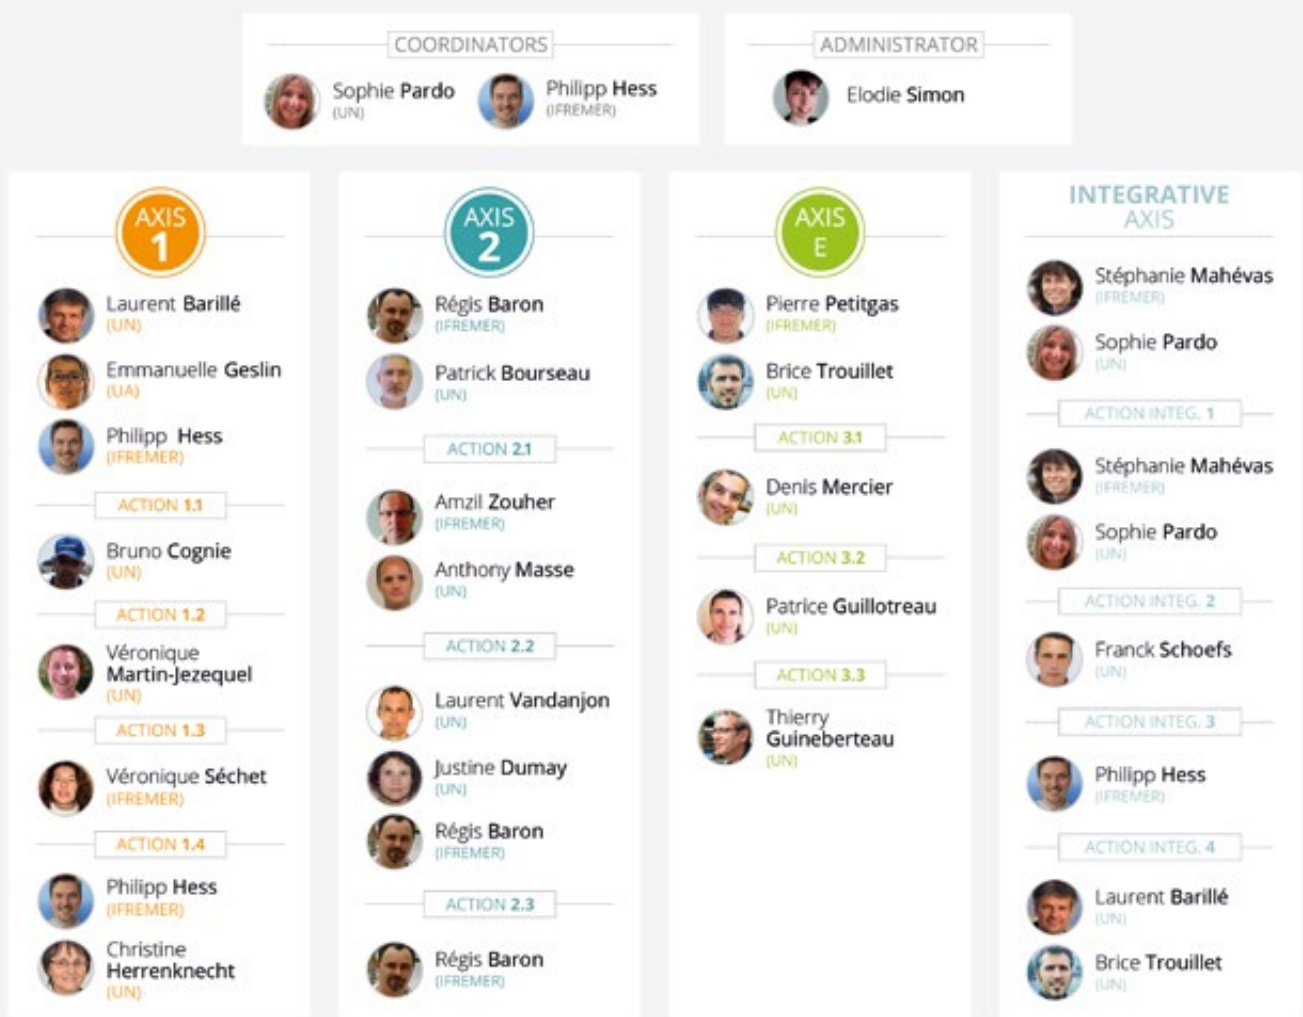 COORDINATORS
Sophie Pardo
(UN)
Philipp Hess
(IFREMER)
ADMINISTRATOR
Elodie Simon
AXIS
1
Laurent Barillé
(UN)
Emmanuelle Geslin
(UA)
Philipp Hess
(IFREMER)
ACTION 1.1
Bruno Cognie
(UN)
ACTION 1.2
Véronique
Martin-Jezequel
(UN)
ACTION 1.3
Véronique Séchet
(IFREMER)
ACTION 1.4
Philipp Hess
(IFREMER)
Christine
Herrenknecht
(UN)
AXIS
2
Régis Baron
(IFREMER)
Patrick Bourseau
(UN)
ACTION 2.1
Amzil Zouher
(IFREMER)
Anthony Masse
(UN)
ACTION 2.2
Laurent Vandanjon
(UN)
Justine Dumay
(UN)
Régis Baron
(IFREMER)
ACTION 2.3
Régis Baron
(IFREMER)
AXIS
E
Pierre Petitgas
(IFREMER)
Brice Trouillet
(UN)
ACTION 3.1
Denis Mercier
(UN)
ACTION 3.2
Patrice Guillotreau
(UN)
ACTION 3.3
Thierry
Guineberteau
(UN)
INTEGRATIVE
AXIS
Stéphanie Mahévas
(IFREMER)
Sophie Pardo
(UN)
ACTION INTEG. 1
Stéphanie Mahévas
(IFREMER)
Sophie Pardo
(UN)
ACTION INTEG. 2
Franck Schoefs
(UN)
ACTION INTEG. 3
Philipp Hess
(IFREMER)
ACTION INTEG. 4
Laurent Barillé
(UN)
Brice Trouillet
(UN)